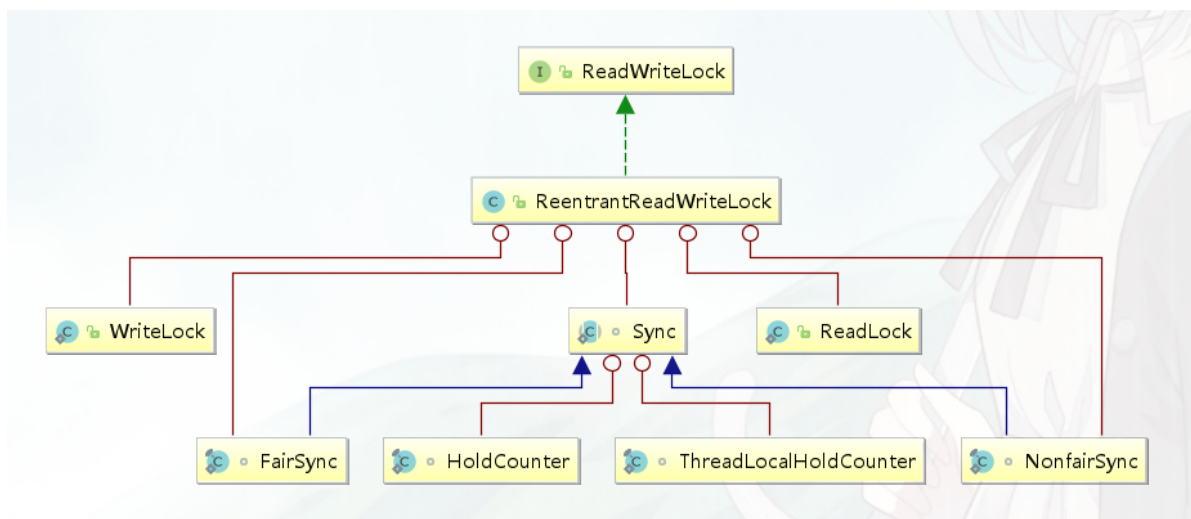 I ReadWriteLock
C ReentrantReadWriteLock
C WriteLock
C Sync
C ReadLock
C FairSync
C HoldCounter
C ThreadLocalHoldCounter
C NonfairSync